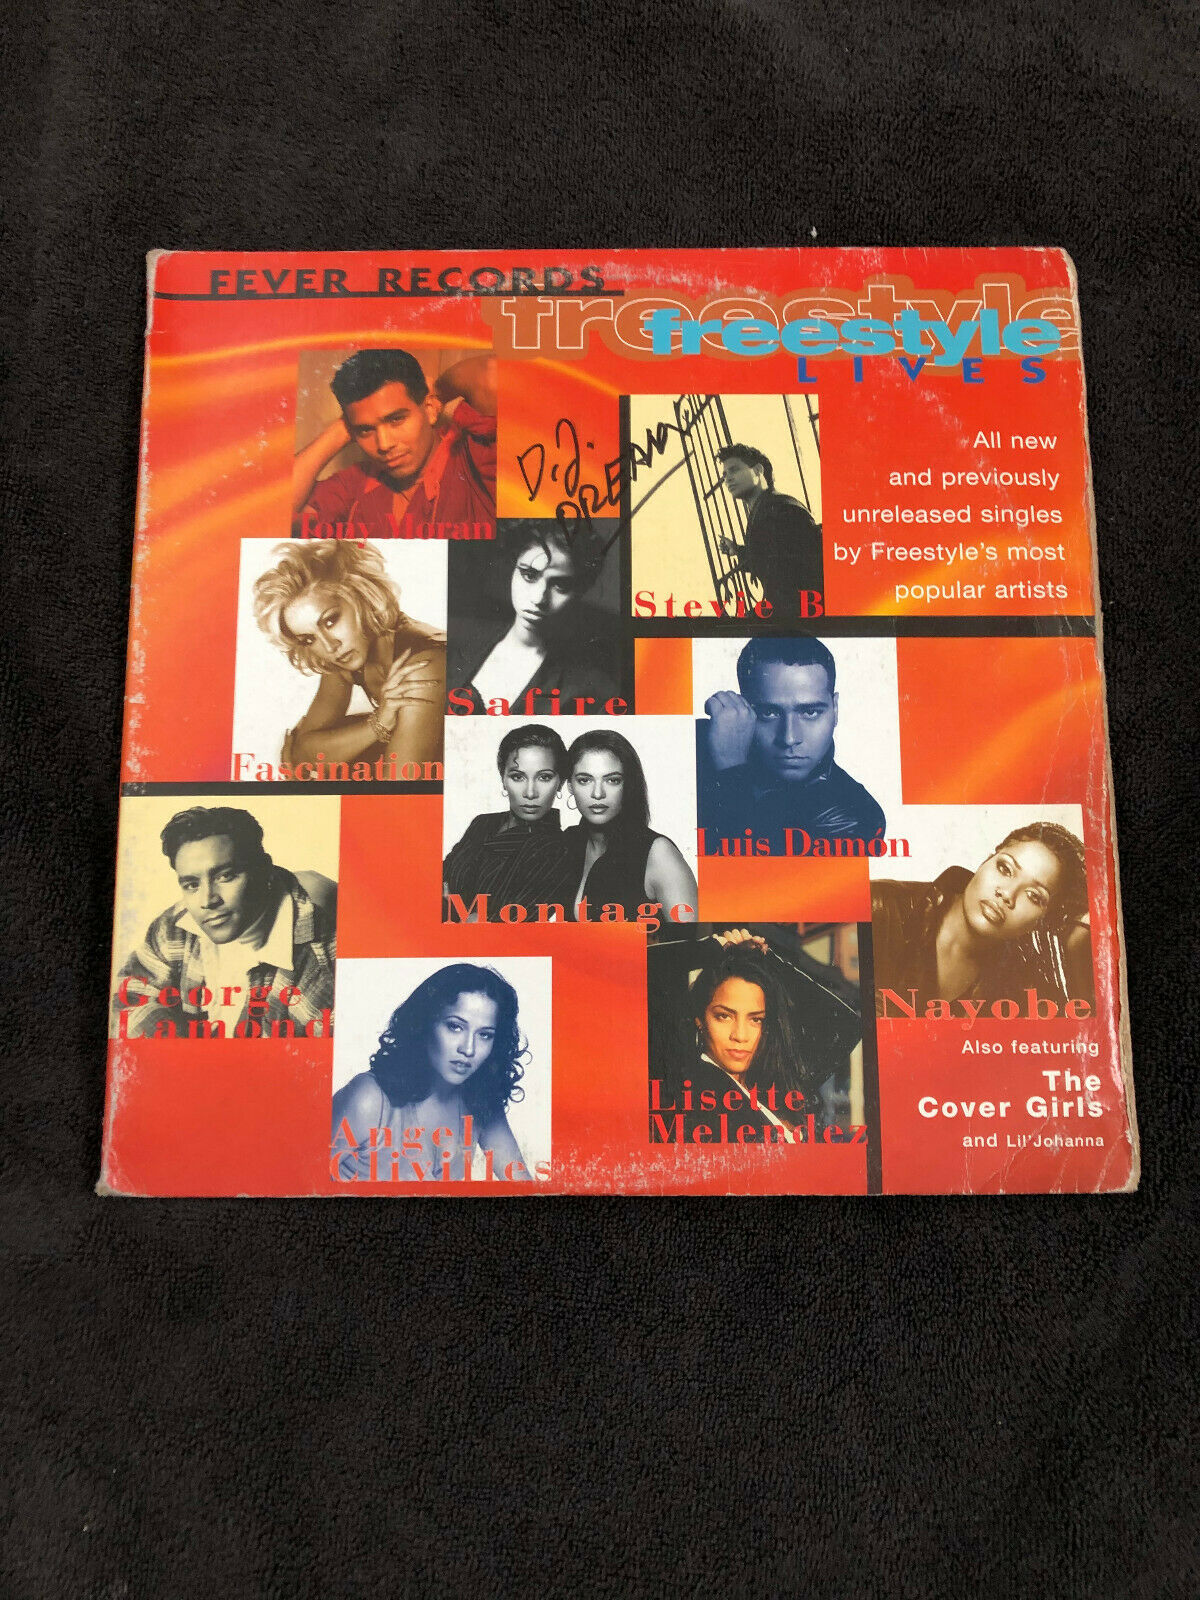 FEVER RECORDS
freestyle
freestyle
LIVES
All new
and previously
unreleased singles
by Freestyle's most
popular artists
D.J.
Tony Moran
Stevie B
Safire
Fascination
Luis Damón
Montage
George
Lamond
Nayobe
Also featuring
The
Cover Girls
and Lil'Johanna
Lisette
Melendez
Angel
Clivilles